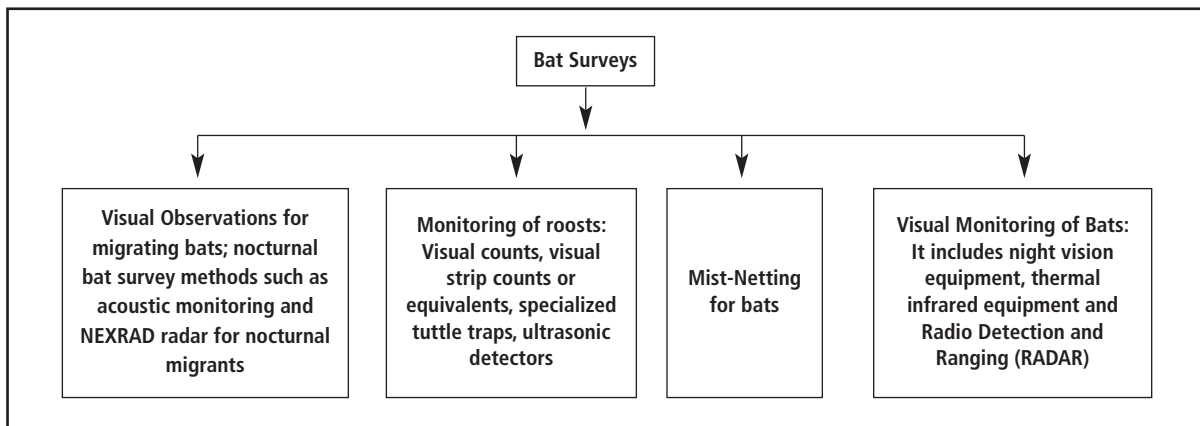 Bat Surveys
Visual Observations for
migrating bats; nocturnal
bat survey methods such as
acoustic monitoring and
NEXRAD radar for nocturnal
migrants
Monitoring of roosts:
Visual counts, visual
strip counts or
equivalents, specialized
tuttle traps, ultrasonic
detectors
Mist-Netting
for bats
Visual Monitoring of Bats:
It includes night vision
equipment, thermal
infrared equipment and
Radio Detection and
Ranging (RADAR)